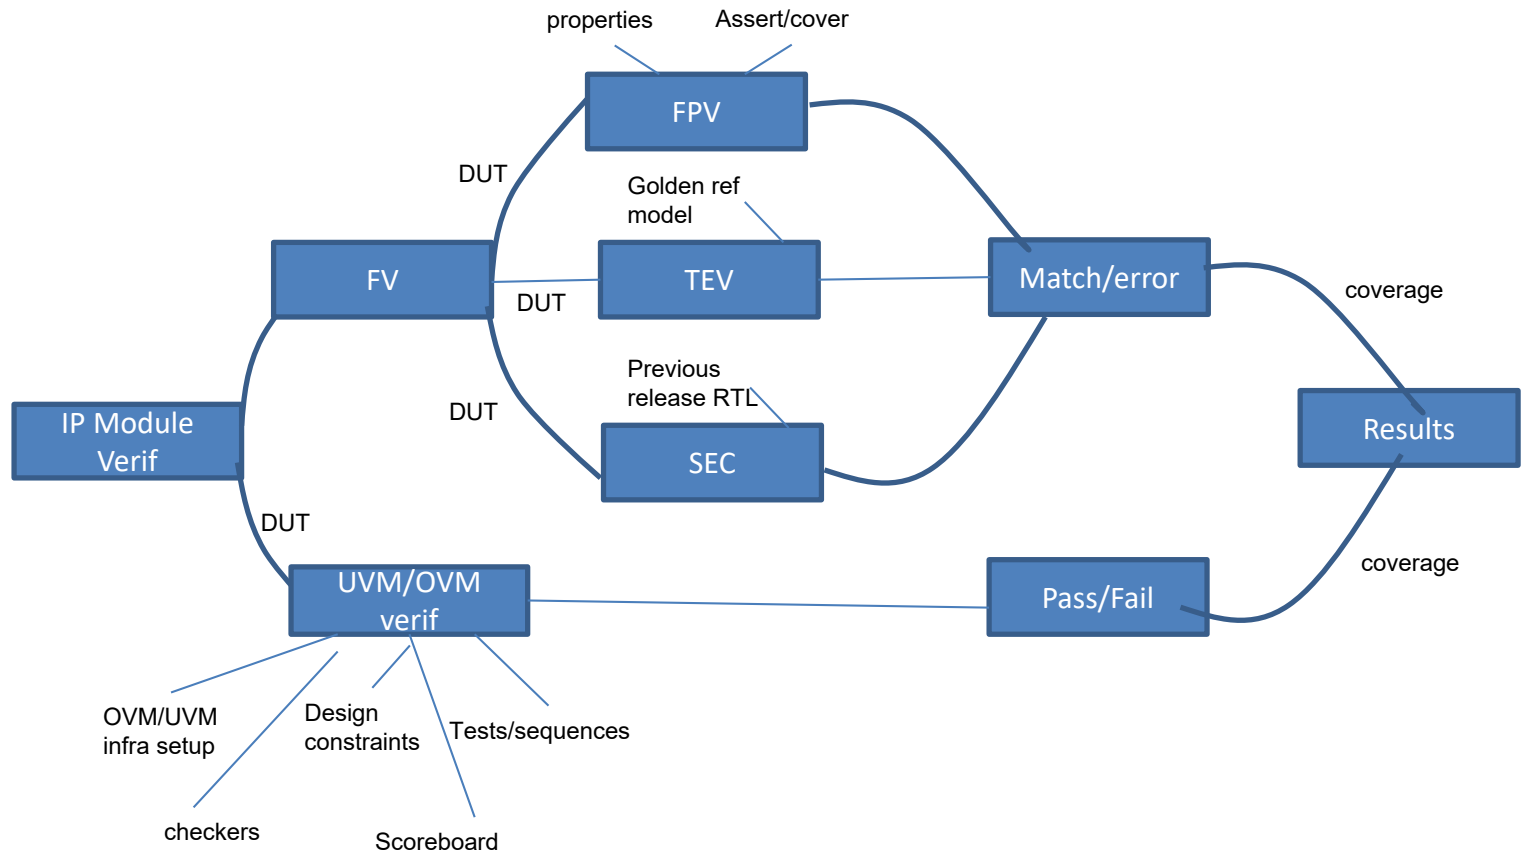 properties
Assert/cover
FPV
DUT
Golden ref
model
FV
TEV
Match/error
DUT
coverage
Previous
release RTL
DUT
IP Module
Verif
SEC
Results
DUT
UVM/OVM
verif
Pass/Fail
coverage
OVM/UVM
infra setup
Design
constraints
Tests/sequences
checkers
Scoreboard